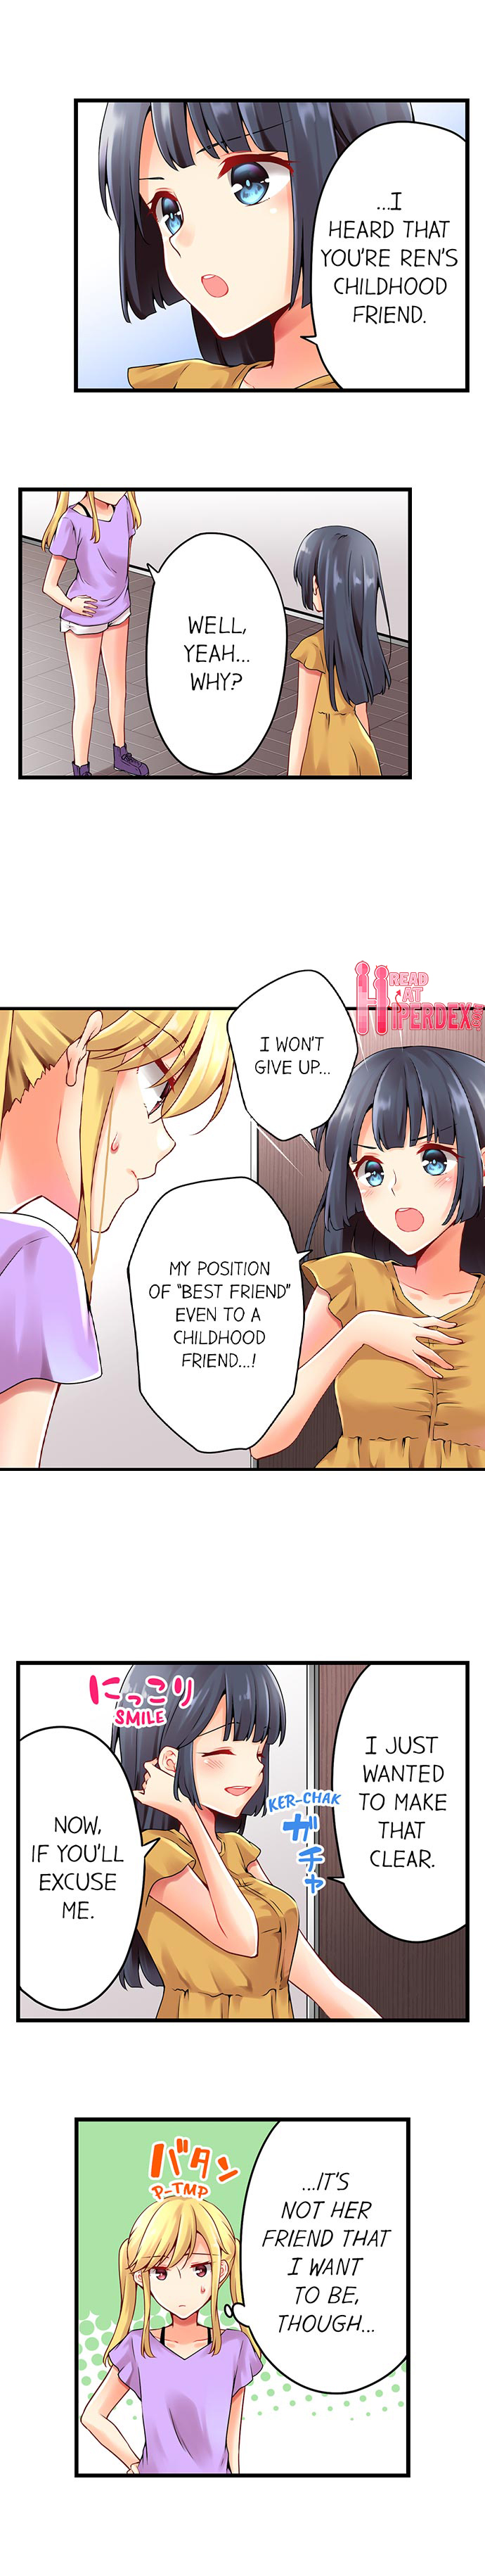 ...I
HEARD THAT
YOU'RE REN'S
CHILDHOOD
FRIEND.
WELL,
YEAH...
WHY?
READ
AT
HIPERDEX.COM
I WON'T
GIVE UP...
MY POSITION
OF "BEST FRIEND"
EVEN TO A
CHILDHOOD
FRIEND...!
にっこり
SMILE
I JUST
WANTED
TO MAKE
THAT
CLEAR.
KER-CHAK
ガチャ
NOW,
IF YOU'LL
EXCUSE
ME.
バタン
P-TMP
...IT'S
NOT HER
FRIEND THAT
I WANT
TO BE,
THOUGH...